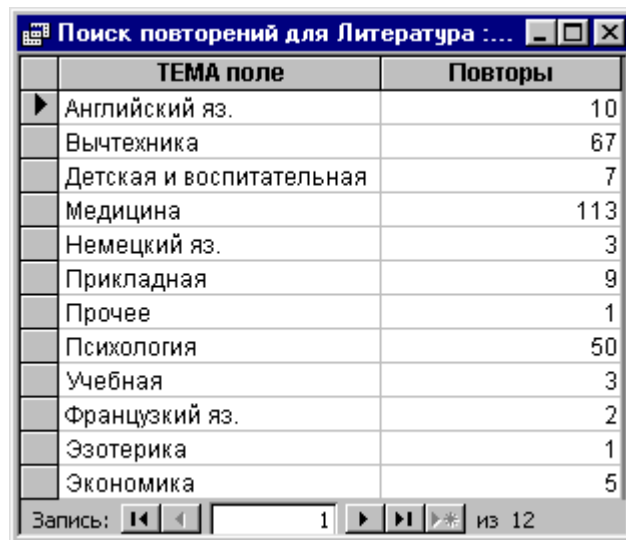 Поиск повторений для Литература :...
ТЕМА поле Повторы
Английский яз. 10
Вычтехника 67
Детская и воспитательная 7
Медицина 113
Немецкий яз. 3
Прикладная 9
Прочее 1
Психология 50
Учебная 3
Французкий яз. 2
Эзотерика 1
Экономика 5
Запись: 1 из 12